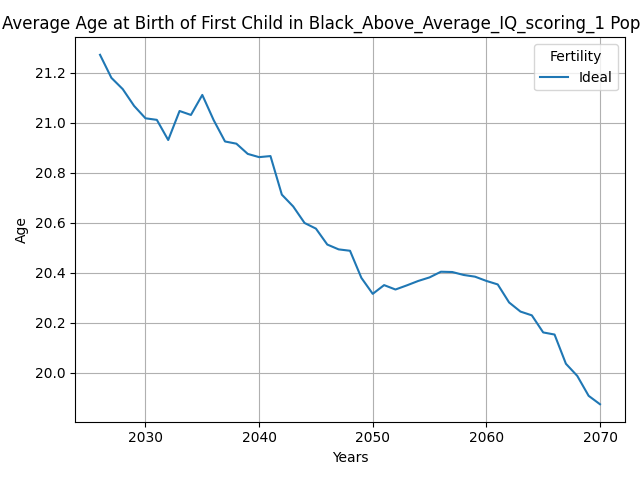 Average Age at Birth of First Child in Black_Above_Average_IQ_scoring_1 Pop
Fertility
Ideal
21.2
21.0
20.8
20.6
20.4
20.2
20.0
Age
2030 2040 2050 2060 2070
Years